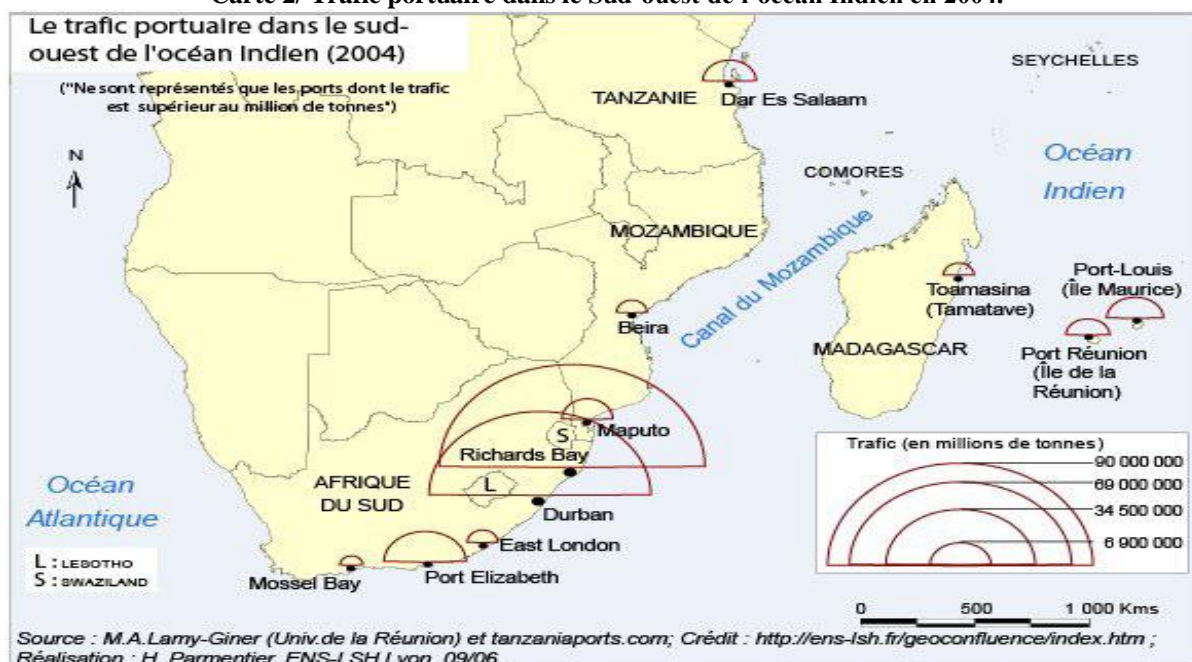 Carte 2/ Trafic portuaire dans le Sud-ouest de l'océan Indien en 2004.
Le trafic portuaire dans le sud-
ouest de l'océan Indien (2004)
("Ne sont représentés que les ports dont le trafic
est supérieur au million de tonnes")
N
SEYCHELLES
TANZANIE
Dar Es Salaam
Océan
Indien
COMORES
MOZAMBIQUE
Canal du Mozambique
Port-Louis
(Île Maurice)
Toamasina
(Tamatave)
Beira
MADAGASCAR
Port Réunion
(Île de la
Réunion)
Maputo
S
Richards Bay
AFRIQUE
DU SUD
L
Durban
Océan
Atlantique
East London
Port Elizabeth
Mossel Bay
L : LESOTHO
S : SWAZILAND
Trafic (en millions de tonnes)
90 000 000
69 000 000
34 500 000
6 900 000
0 500 1 000 Kms
Source : M.A.Lamy-Giner (Univ.de la Réunion) et tanzaniaports.com; Crédit : http://ens-lsh.fr/geoconfluence/index.htm ;
Réalisation : H. Parmentier, ENS-LSH Lyon, 09/06